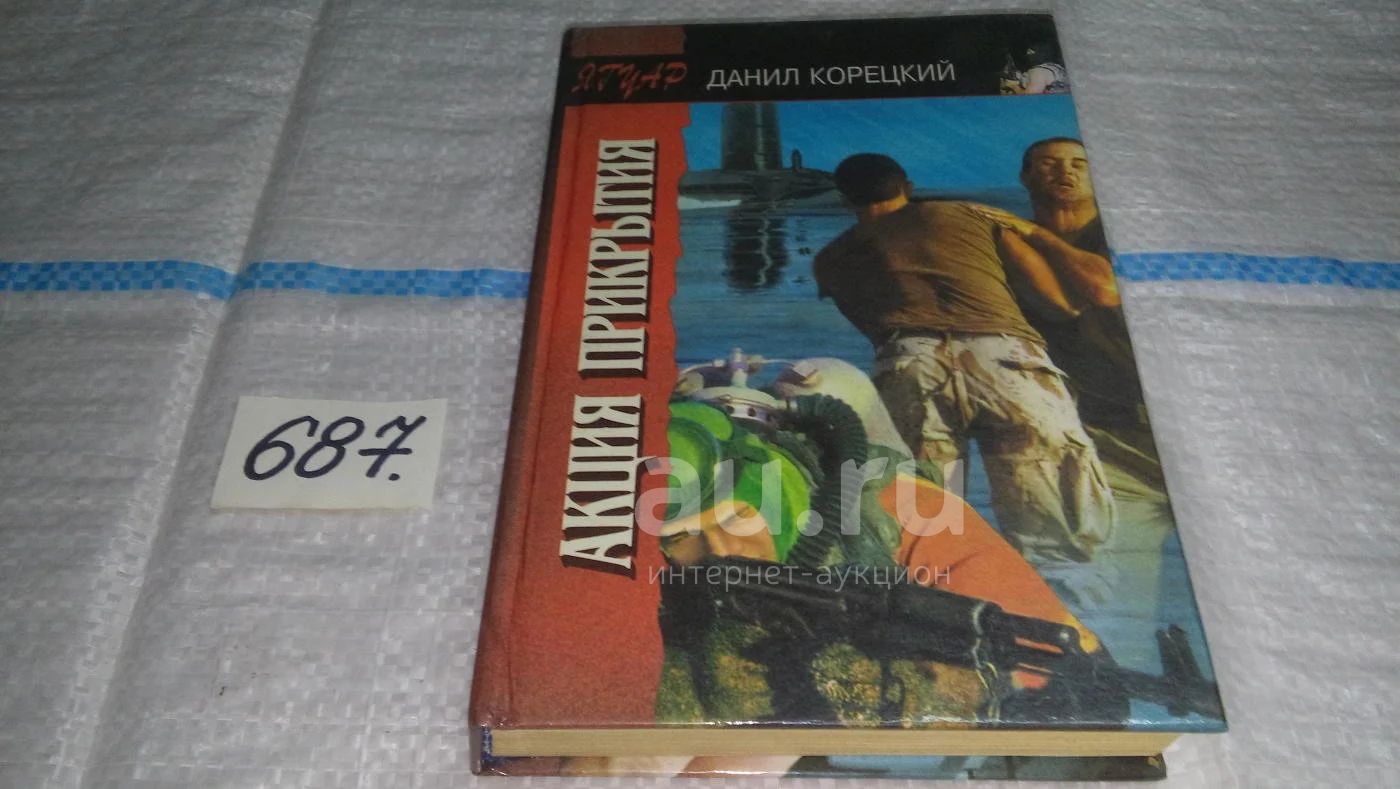 ЯГУАР ДАНИЛ КОРЕЦКИЙ
АКЦИЯ ПРИКРЫТИЯ
687.
au.ru
интернет-аукцион